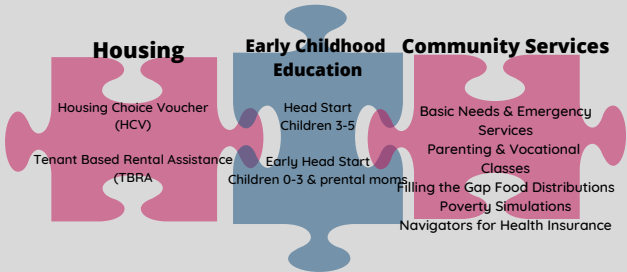 Housing
Housing Choice Voucher
(HCV)
Tenant Based Rental Assistance
(TBRA
Early Childhood
Education
Head Start
Children 3-5
Early Head Start
Children 0-3 & prental moms
Community Services
Basic Needs & Emergency
Services
Parenting & Vocational
Classes
Filling the Gap Food Distributions
Poverty Simulations
Navigators for Health Insurance